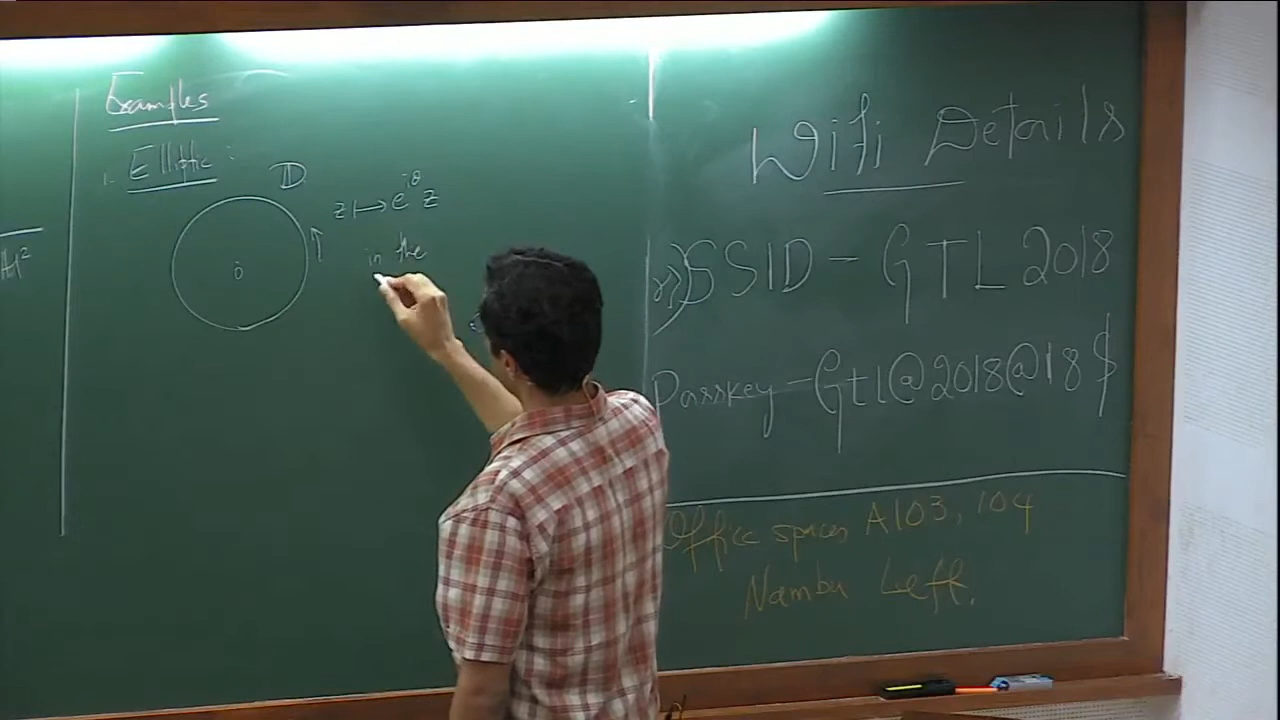 Examples
1. Elliptic :
D
z ↦ e^{iθ} z
in the
0
ℍ²
Wifi Details
SSID - GTL2018
Passkey - Gtl@2018@18$
Office spaces A103, 104
Nambu Left.